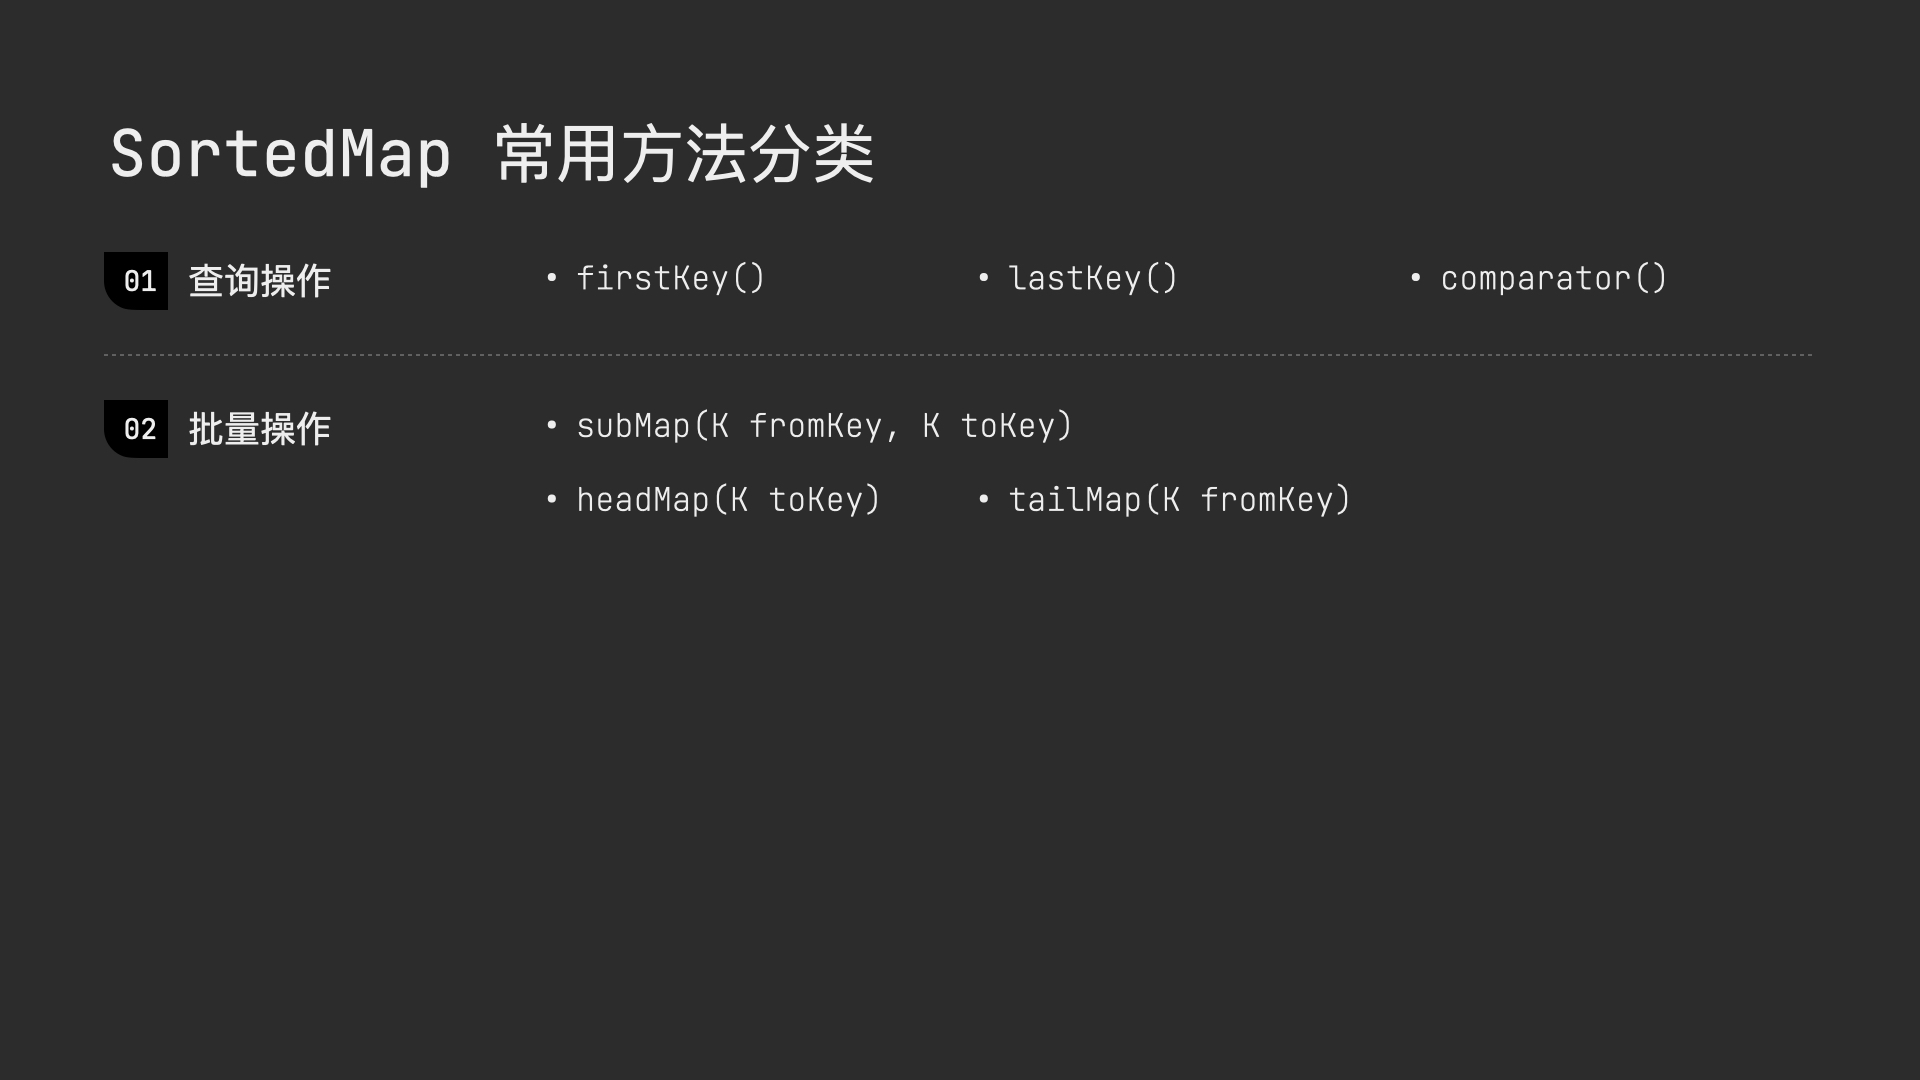 SortedMap 常用方法分类
01 查询操作 • firstKey() • lastKey() • comparator()
02 批量操作 • subMap(K fromKey, K toKey)
• headMap(K toKey) • tailMap(K fromKey)